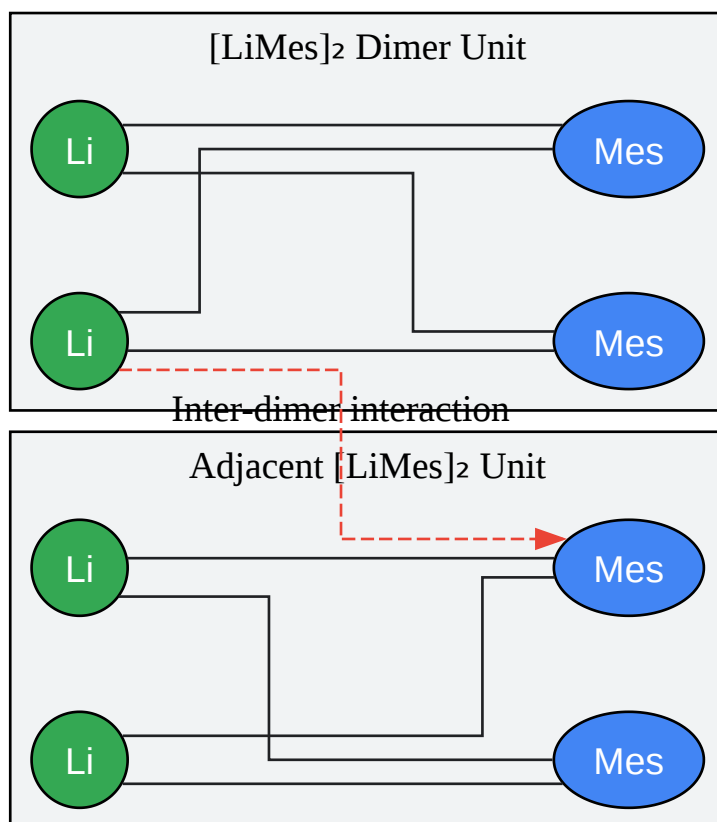 [LiMes]₂ Dimer Unit
Li
Mes
Li
Mes
Inter-dimer interaction
Adjacent [LiMes]₂ Unit
Li
Mes
Li
Mes